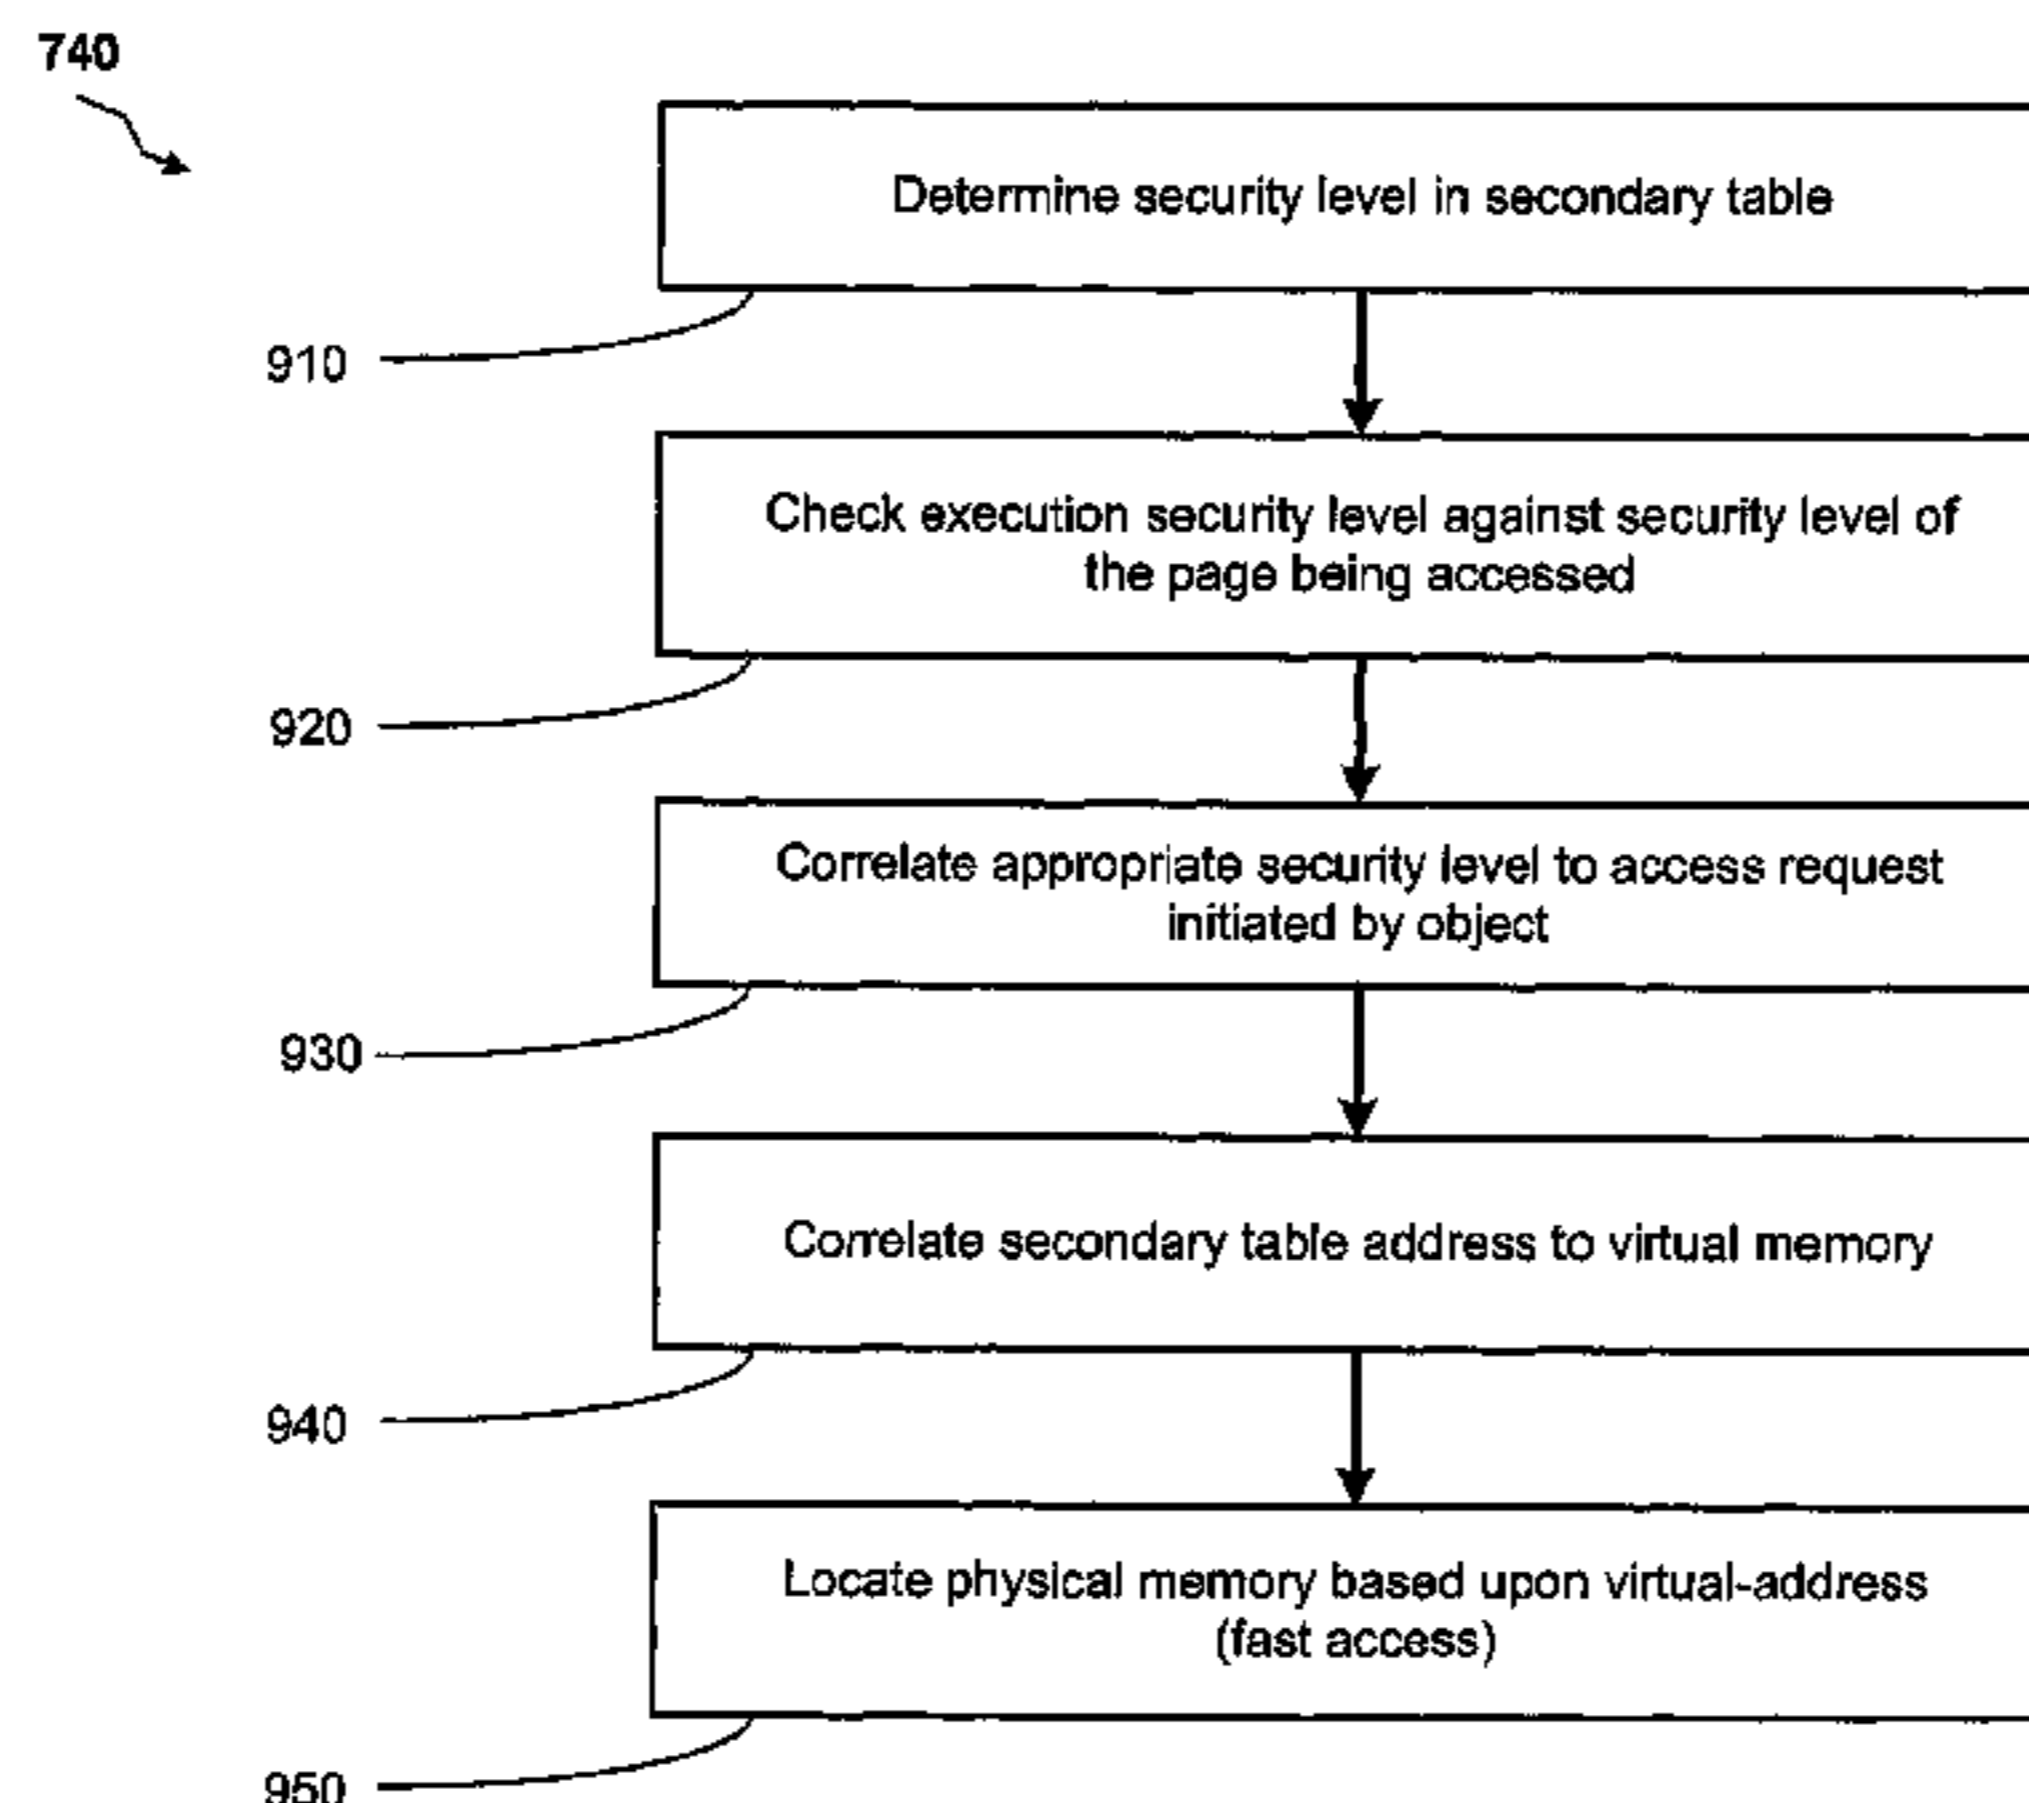 740
Determine security level in secondary table
910
Check execution security level against security level of
the page being accessed
920
Correlate appropriate security level to access request
initiated by object
930
Correlate secondary table address to virtual memory
940
Locate physical memory based upon virtual-address
(fast access)
950